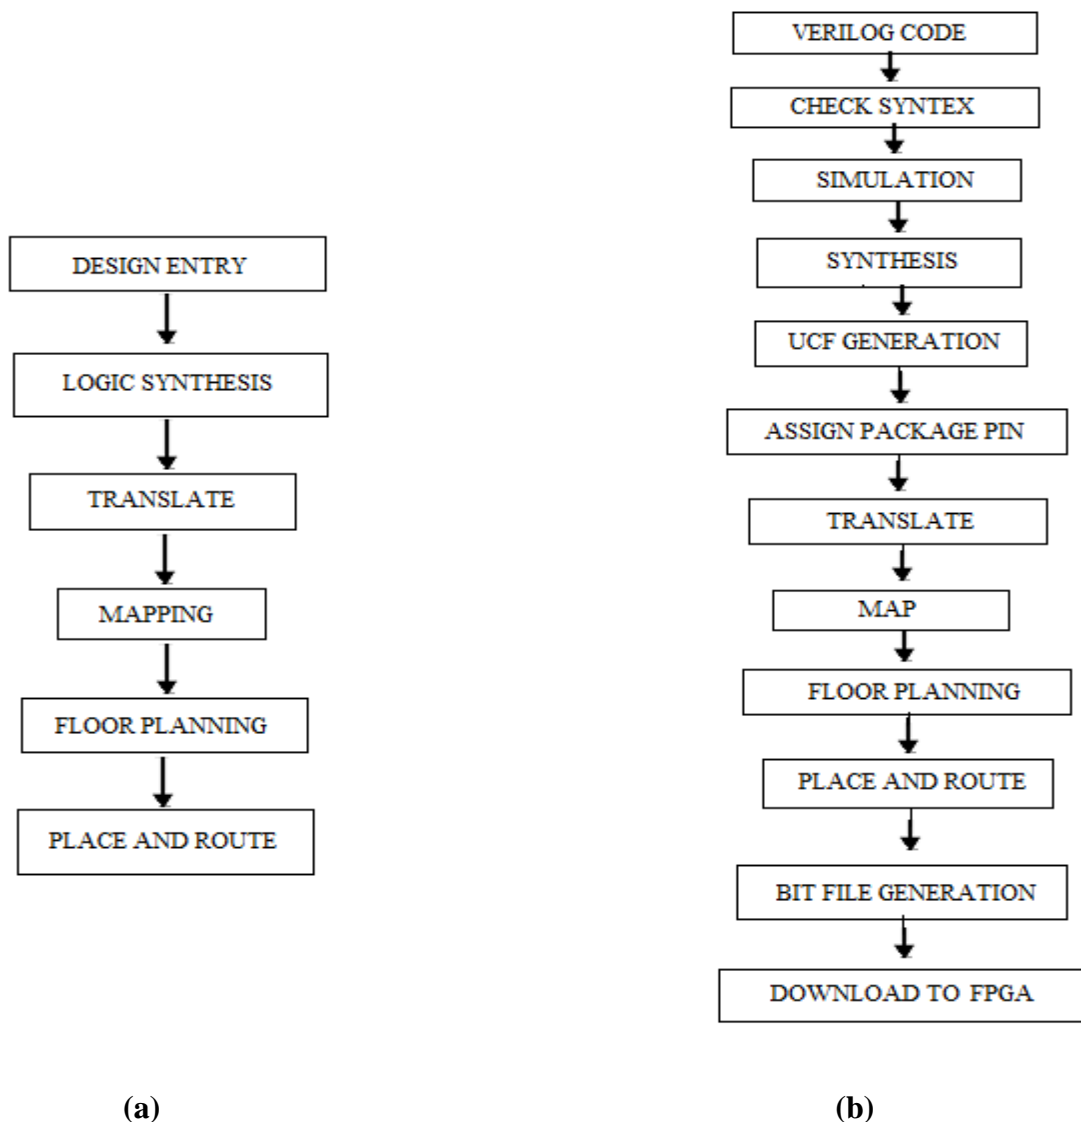 DESIGN ENTRY
LOGIC SYNTHESIS
TRANSLATE
MAPPING
FLOOR PLANNING
PLACE AND ROUTE
(a)
VERILOG CODE
CHECK SYNTEX
SIMULATION
SYNTHESIS
UCF GENERATION
ASSIGN PACKAGE PIN
TRANSLATE
MAP
FLOOR PLANNING
PLACE AND ROUTE
BIT FILE GENERATION
DOWNLOAD TO FPGA
(b)